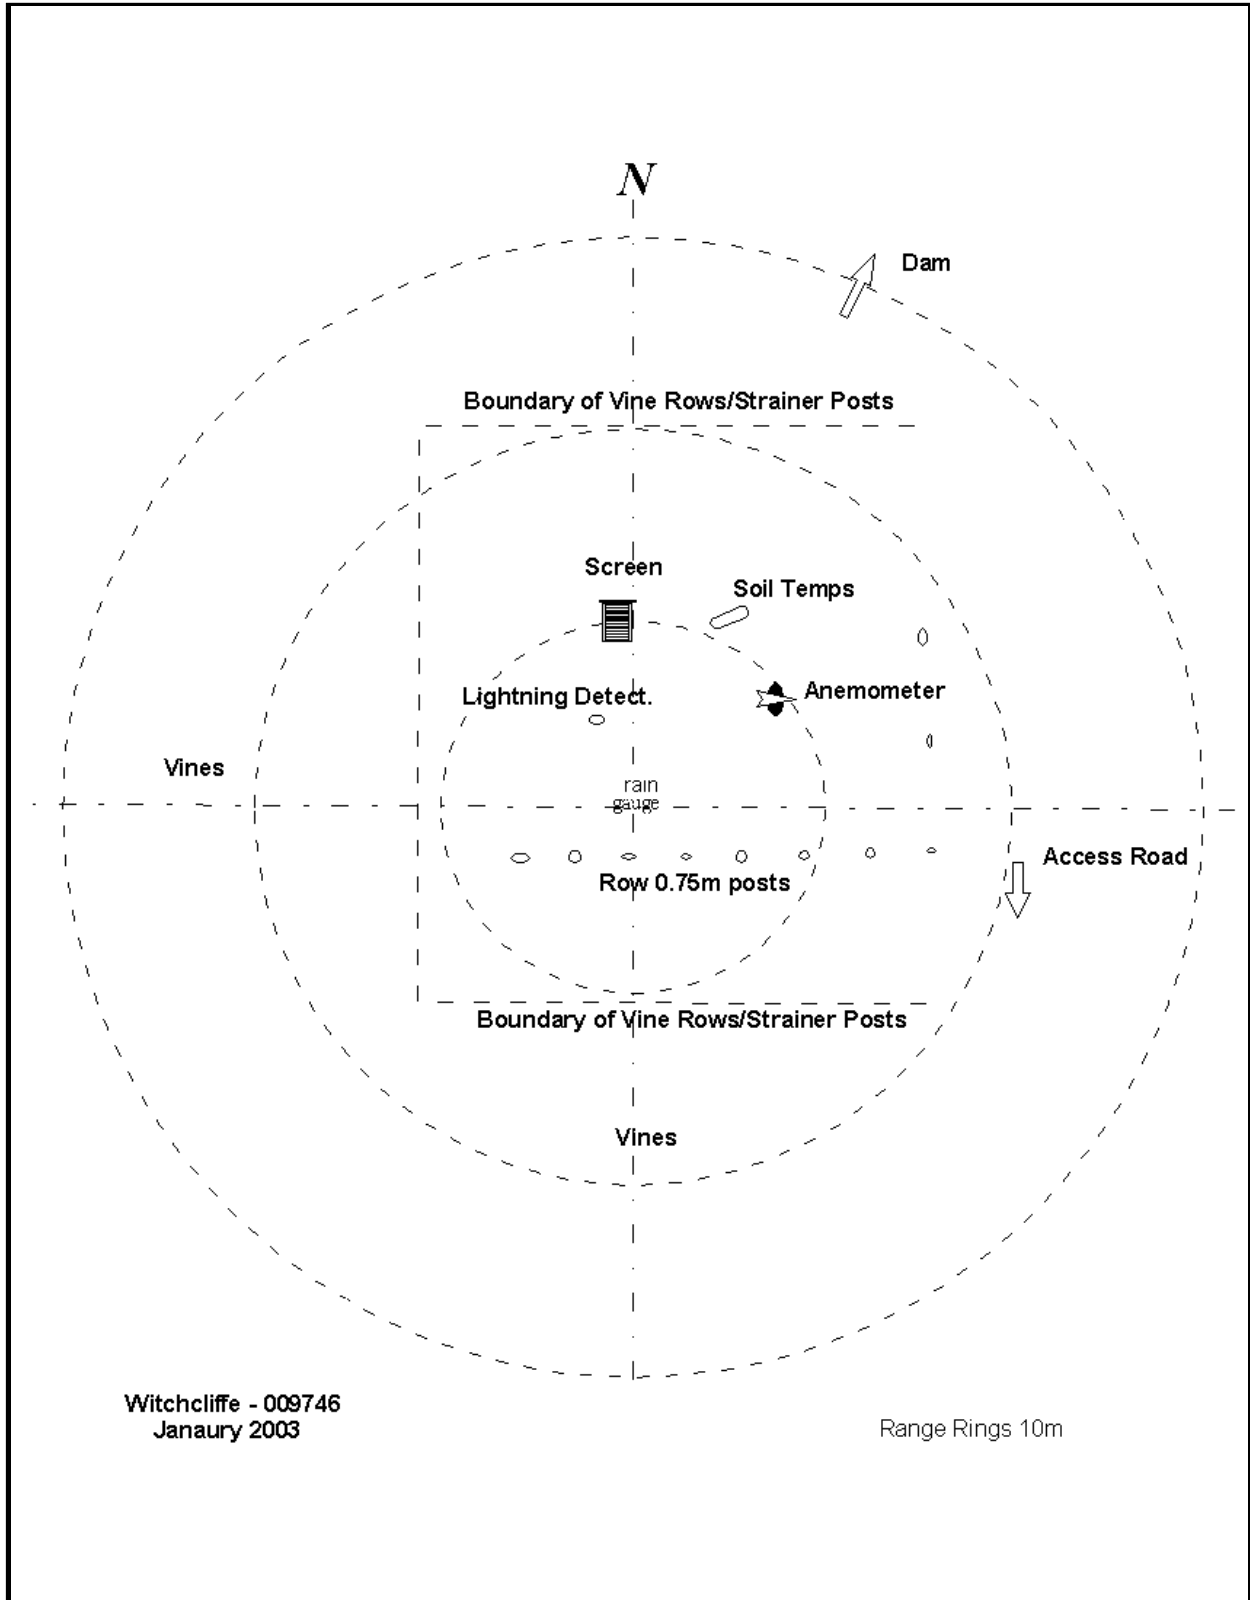 N
Dam
Boundary of Vine Rows/Strainer Posts
Screen
Soil Temps
Lightning Detect.
Anemometer
Vines
rain
gauge
Access Road
Row 0.75m posts
Boundary of Vine Rows/Strainer Posts
Vines
Witchcliffe - 009746
Janaury 2003
Range Rings 10m